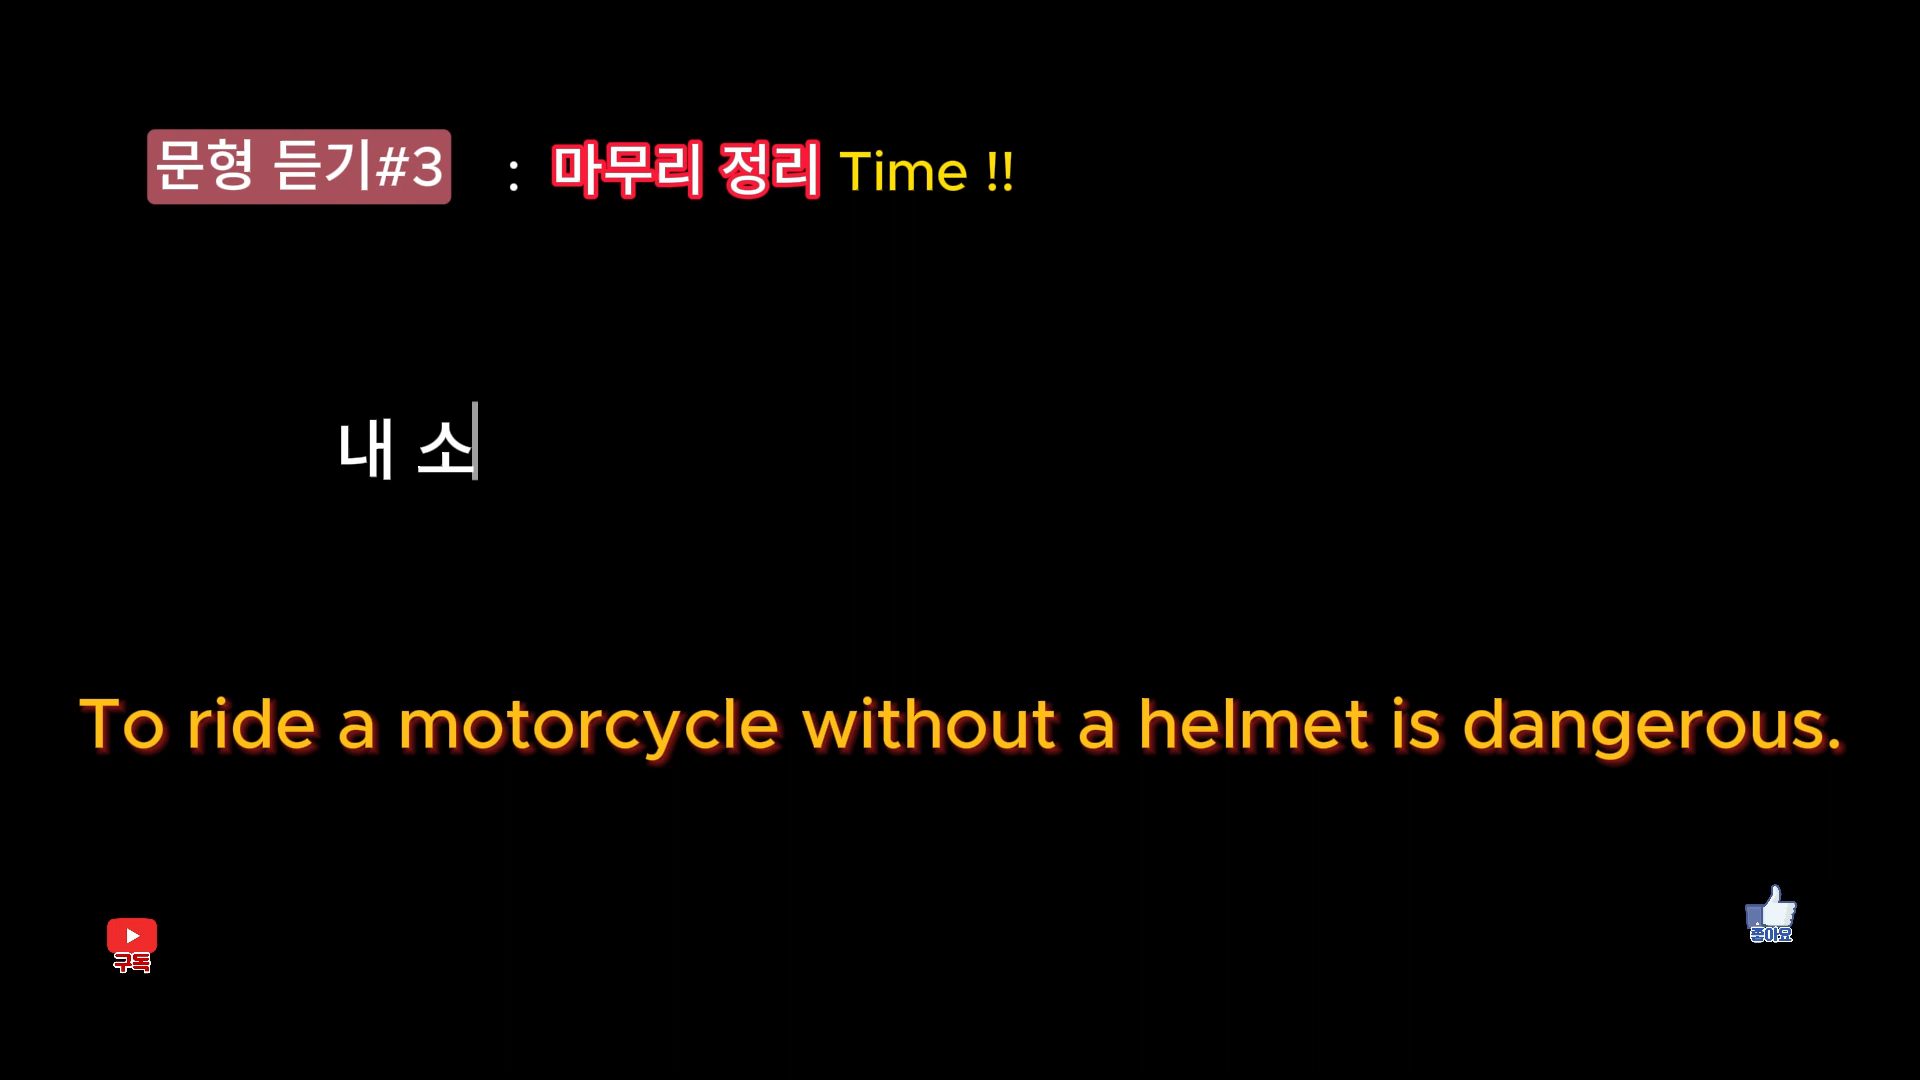 문형 듣기#3 : 마무리 정리 Time !!
내 소
To ride a motorcycle without a helmet is dangerous.
구독
좋아요